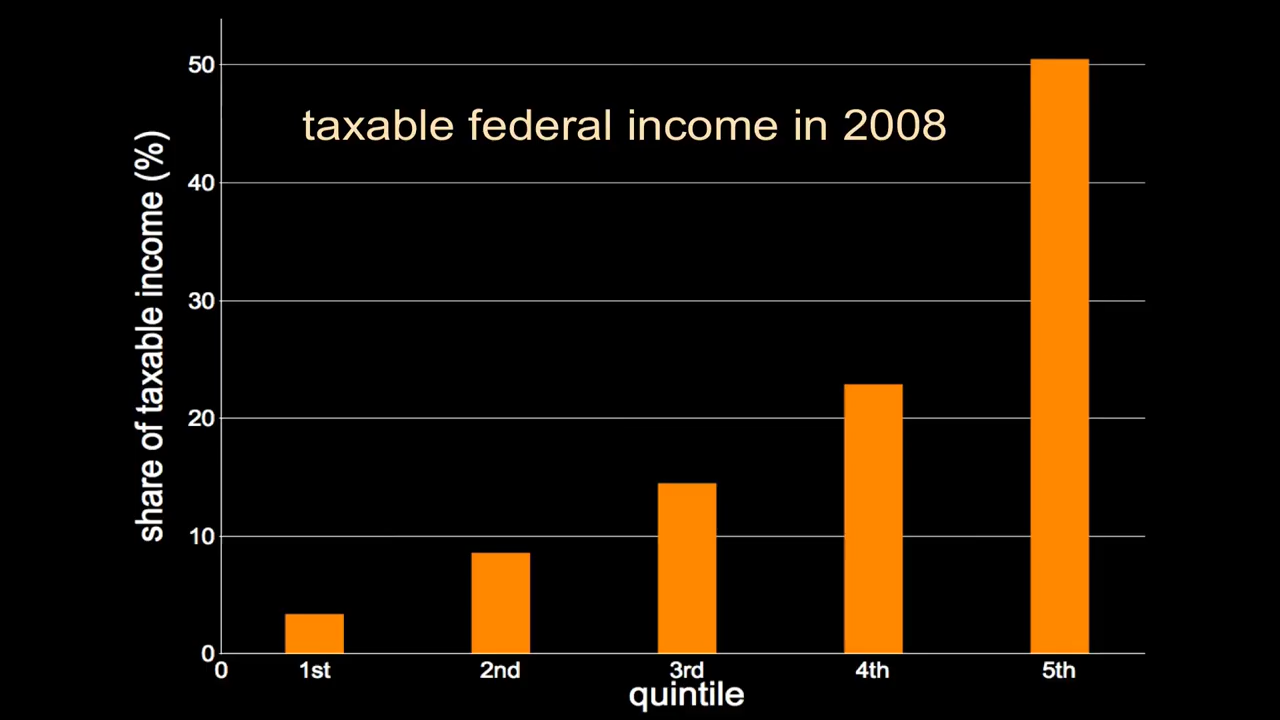 taxable federal income in 2008
share of taxable income (%)
50
40
30
20
10
0
0 1st 2nd 3rd 4th 5th
quintile